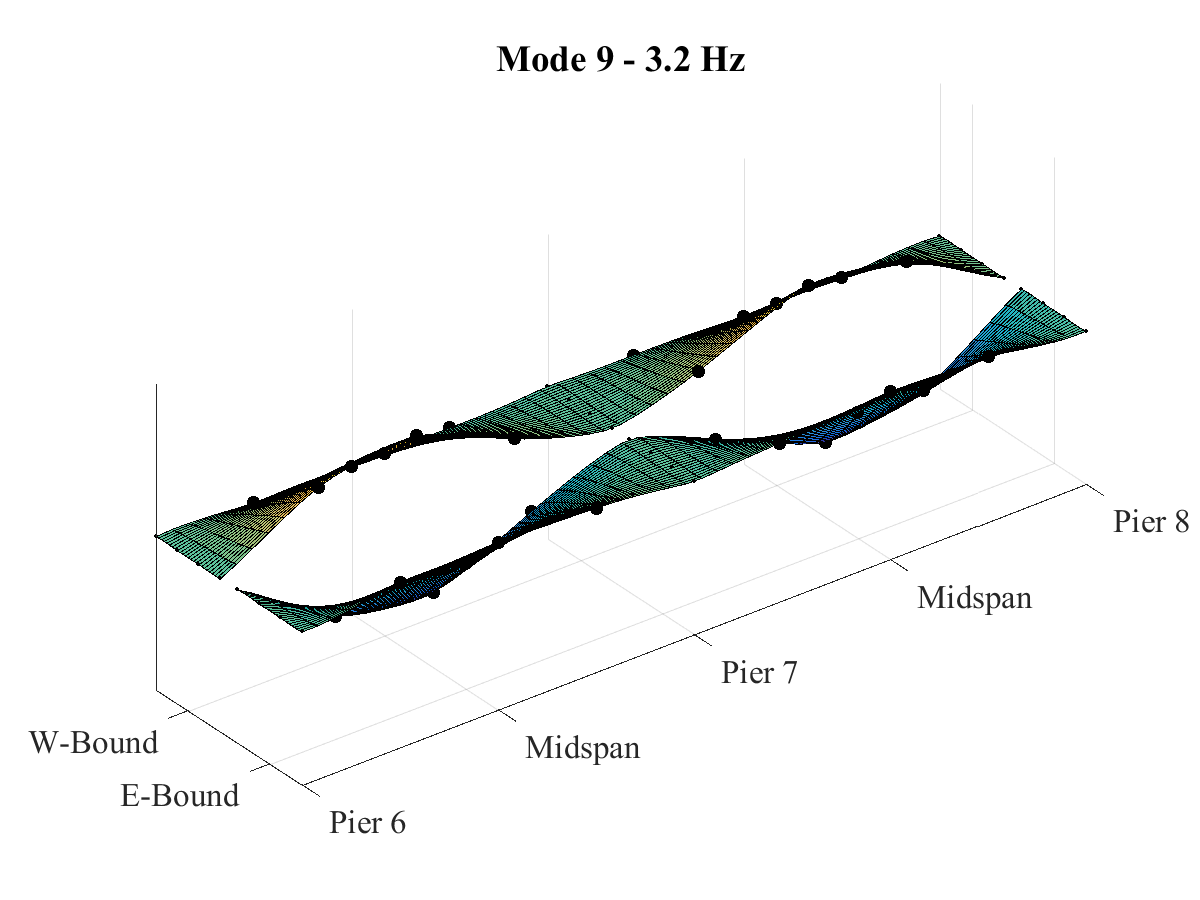 Mode 9 - 3.2 Hz
Pier 8
Midspan
Pier 7
W-Bound
Midspan
E-Bound
Pier 6